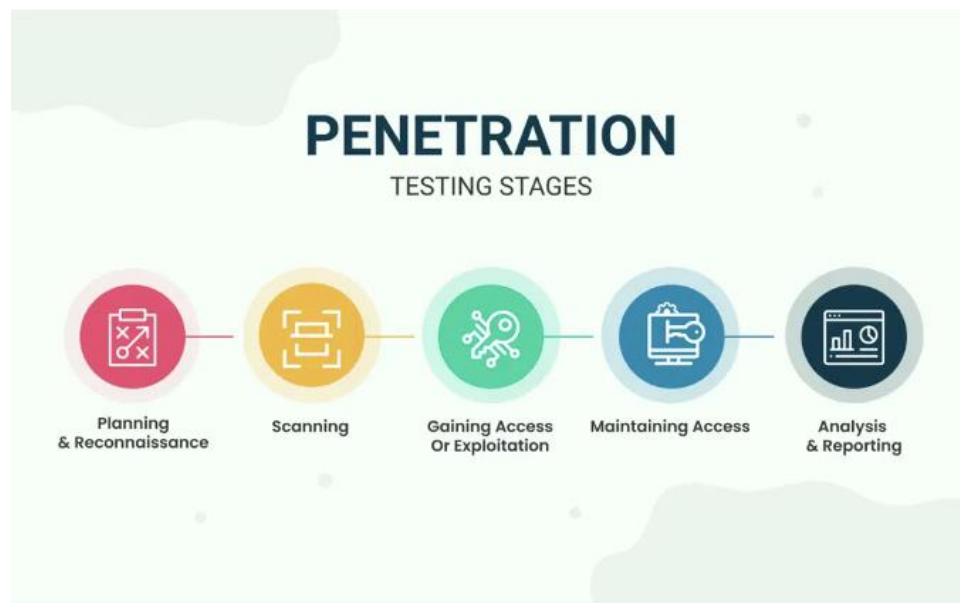 PENETRATION
TESTING STAGES
Planning
& Reconnaissance
Scanning
Gaining Access
Or Exploitation
Maintaining Access
Analysis
& Reporting